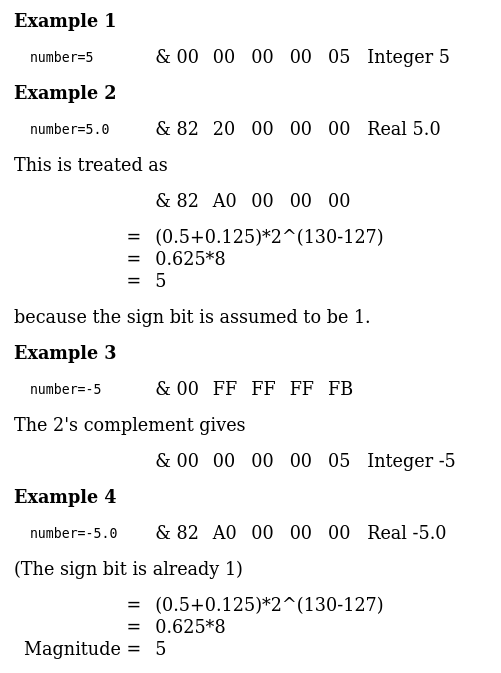 Example 1
number=5 & 00 00 00 00 05 Integer 5
Example 2
number=5.0 & 82 20 00 00 00 Real 5.0
This is treated as
& 82 A0 00 00 00
= (0.5+0.125)*2^(130-127)
= 0.625*8
= 5
because the sign bit is assumed to be 1.
Example 3
number=-5 & 00 FF FF FF FB
The 2's complement gives
& 00 00 00 00 05 Integer -5
Example 4
number=-5.0 & 82 A0 00 00 00 Real -5.0
(The sign bit is already 1)
= (0.5+0.125)*2^(130-127)
= 0.625*8
Magnitude = 5